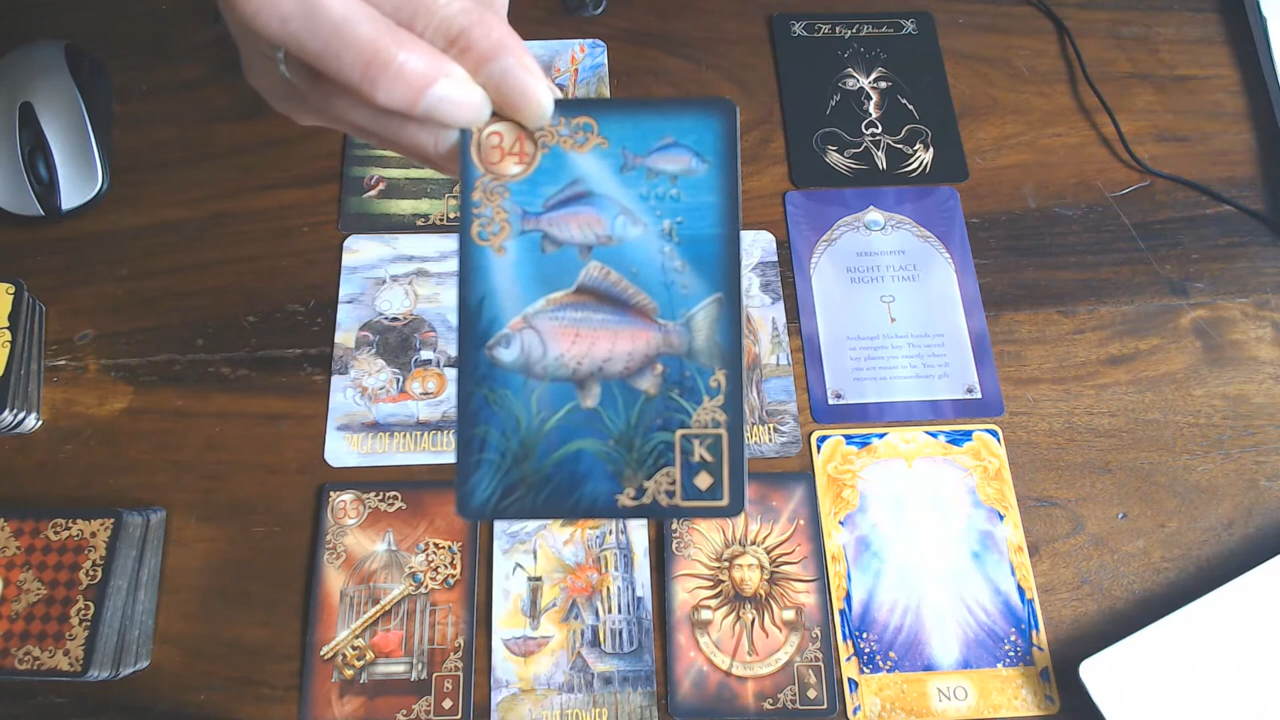 The High Priestess
34
K
SERENDIPITY
RIGHT PLACE,
RIGHT TIME!
Archangel Michael hands you
an energetic key. This sacred
key places you exactly where
you are meant to be. You will
receive an extraordinary gift.
PAGE OF PENTACLES
HANT
33
8
THE TOWER
A
NO